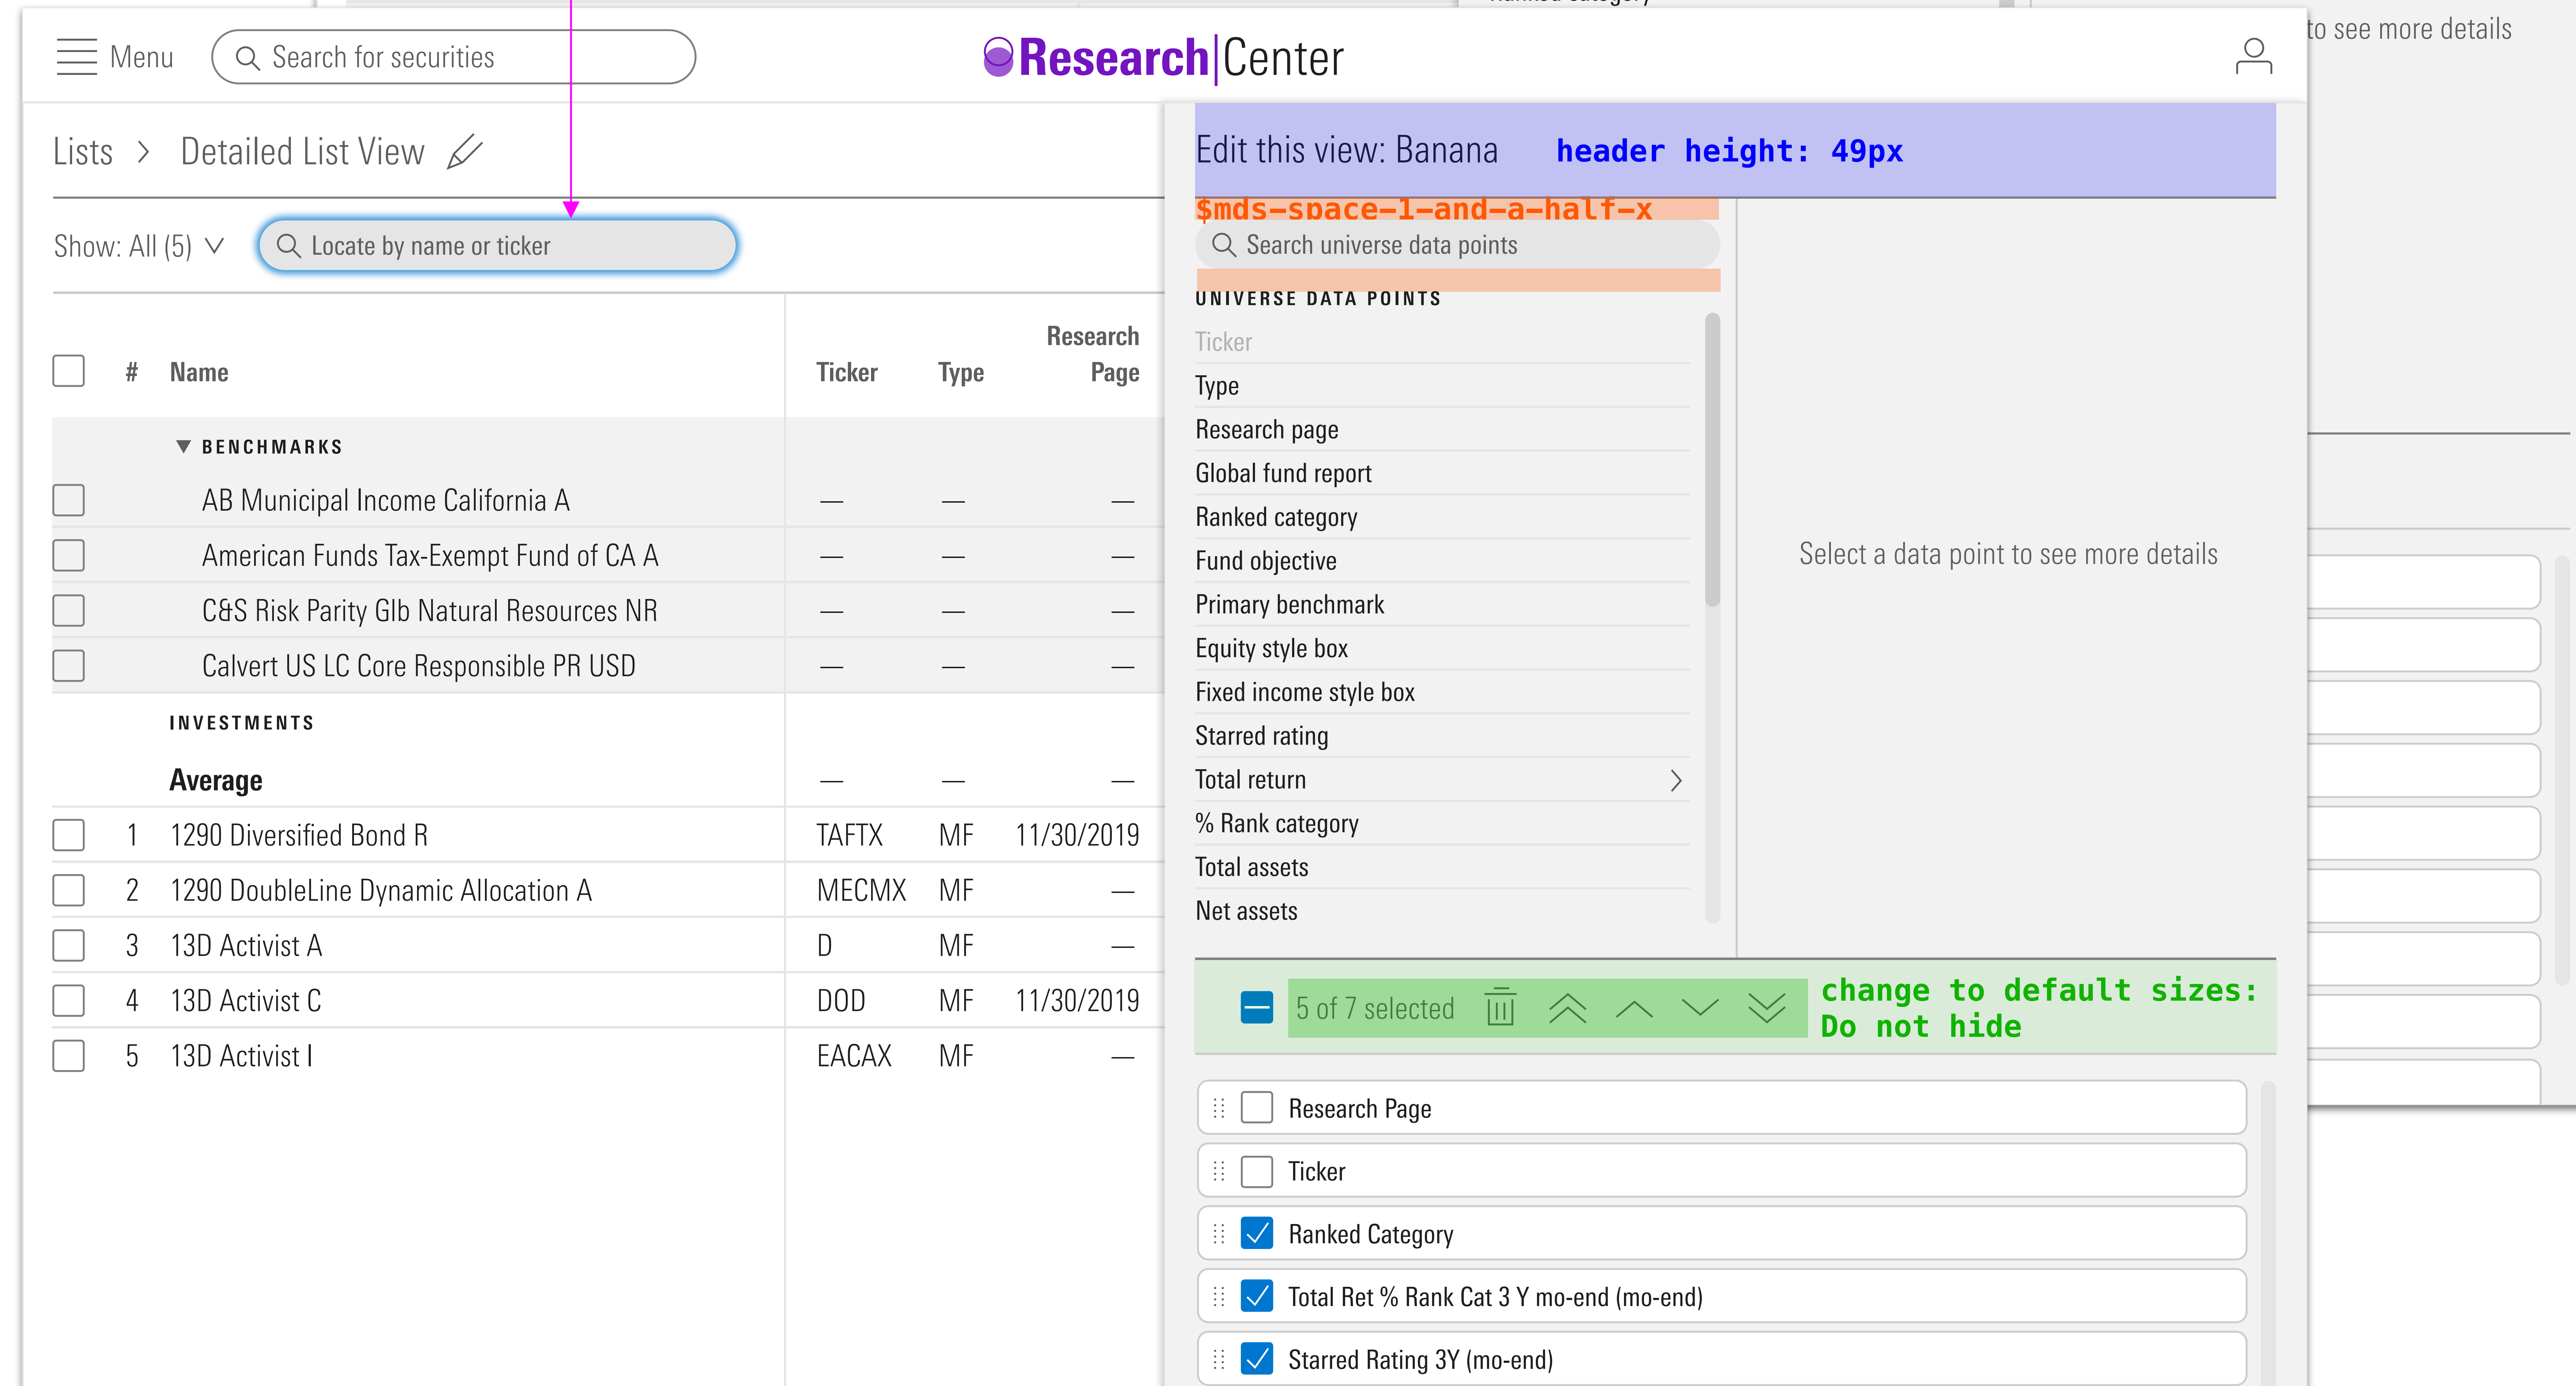 to see more details
Menu
Search for securities
Research|Center
Lists > Detailed List View
Edit this view: Banana
header height: 49px
$mds-space-1-and-a-half-x
Show: All (5)
Locate by name or ticker
Search universe data points
UNIVERSE DATA POINTS
Ticker
Type
Research page
Global fund report
Ranked category
Fund objective
Primary benchmark
Equity style box
Fixed income style box
Starred rating
Total return
% Rank category
Total assets
Net assets
Select a data point to see more details
# Name Ticker Type Research Page
BENCHMARKS
AB Municipal Income California A — — —
American Funds Tax-Exempt Fund of CA A — — —
C&S Risk Parity Glb Natural Resources NR — — —
Calvert US LC Core Responsible PR USD — — —
INVESTMENTS
Average — — —
1 1290 Diversified Bond R TAFTX MF 11/30/2019
2 1290 DoubleLine Dynamic Allocation A MECMX MF —
3 13D Activist A D MF —
4 13D Activist C DOD MF 11/30/2019
5 13D Activist I EACAX MF —
5 of 7 selected
change to default sizes:
Do not hide
Research Page
Ticker
Ranked Category
Total Ret % Rank Cat 3 Y mo-end (mo-end)
Starred Rating 3Y (mo-end)